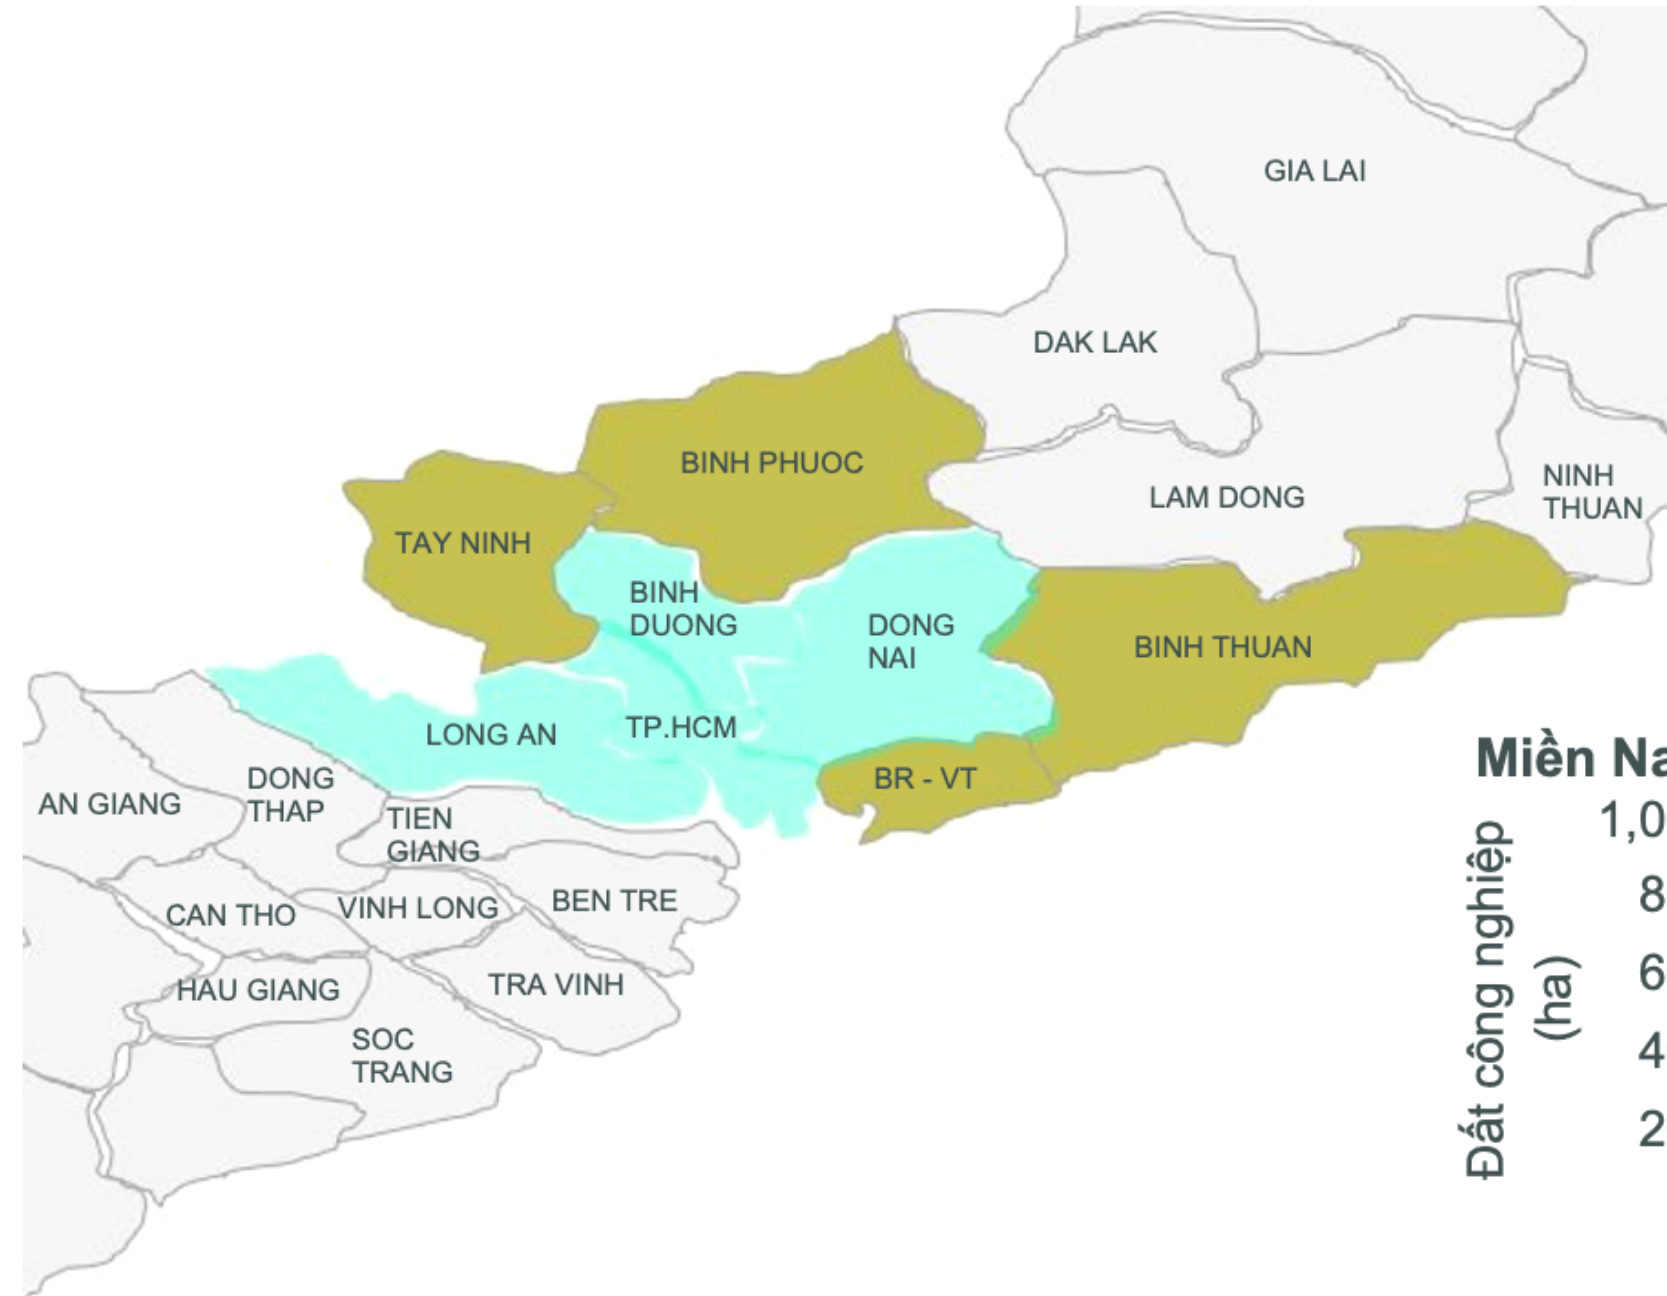 GIA LAI
DAK LAK
BINH PHUOC
LAM DONG
NINH
THUAN
TAY NINH
BINH
DUONG
DONG
NAI
BINH THUAN
LONG AN
TP.HCM
BR - VT
DONG
THAP
AN GIANG
TIEN
GIANG
CAN THO
VINH LONG
BEN TRE
HAU GIANG
TRA VINH
SOC
TRANG
Miền Na
Đất công nghiệp
(ha)
1,0
8
6
4
2